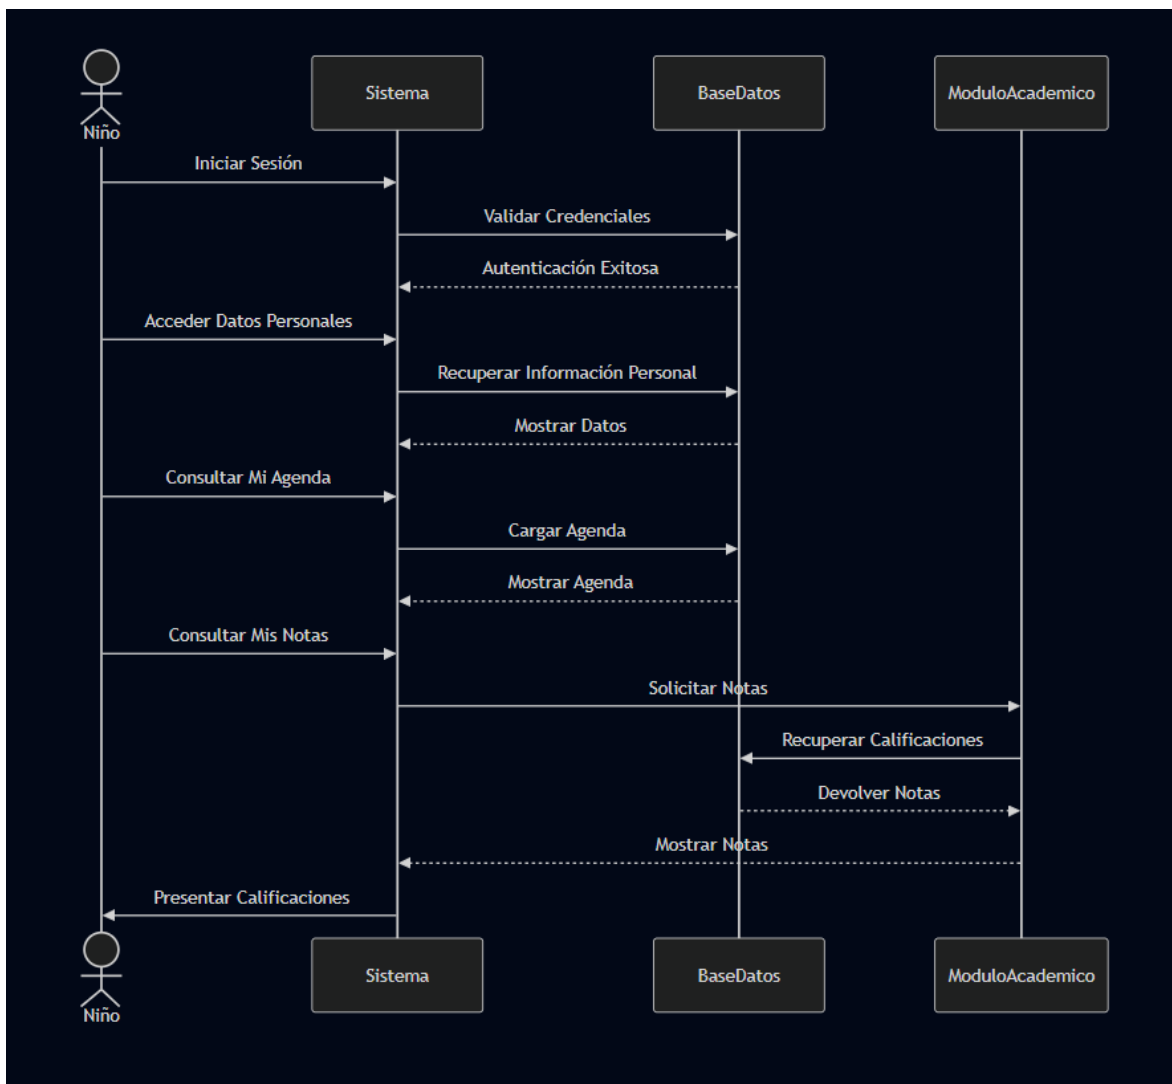 Niño
Sistema
BaseDatos
ModuloAcademico
Iniciar Sesión
Validar Credenciales
Autenticación Exitosa
Acceder Datos Personales
Recuperar Información Personal
Mostrar Datos
Consultar Mi Agenda
Cargar Agenda
Mostrar Agenda
Consultar Mis Notas
Solicitar Notas
Recuperar Calificaciones
Devolver Notas
Mostrar Notas
Presentar Calificaciones
Niño
Sistema
BaseDatos
ModuloAcademico